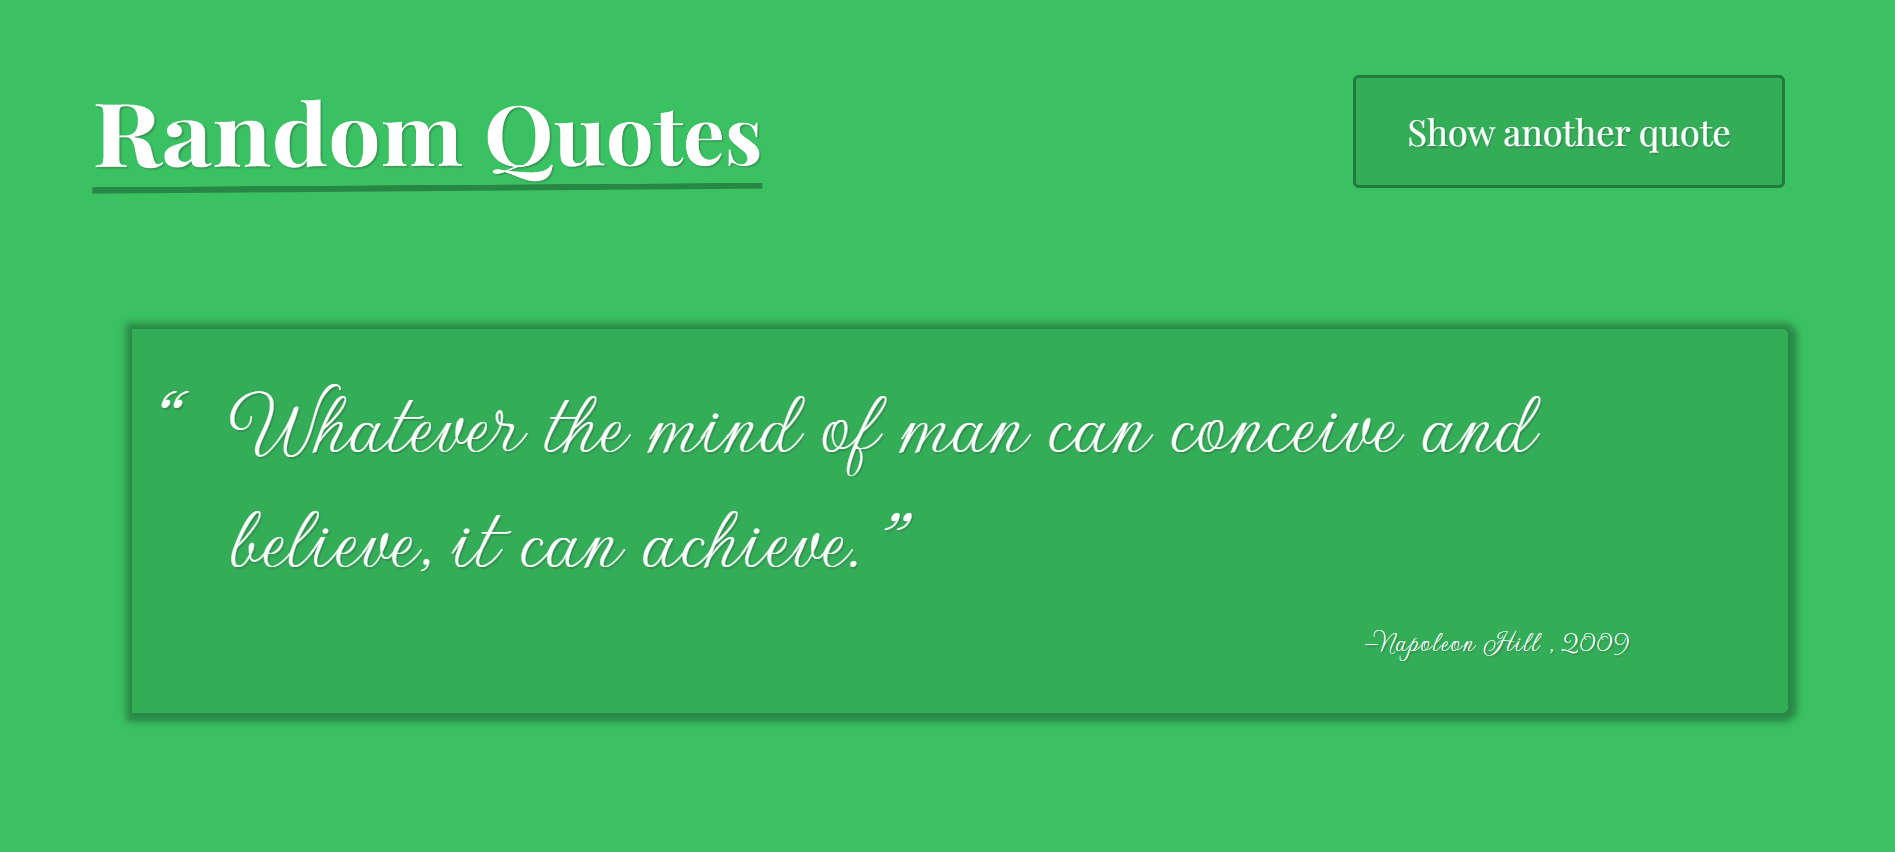 Random Quotes
Show another quote
“ Whatever the mind of man can conceive and
believe, it can achieve. ”
–Napoleon Hill , 2009